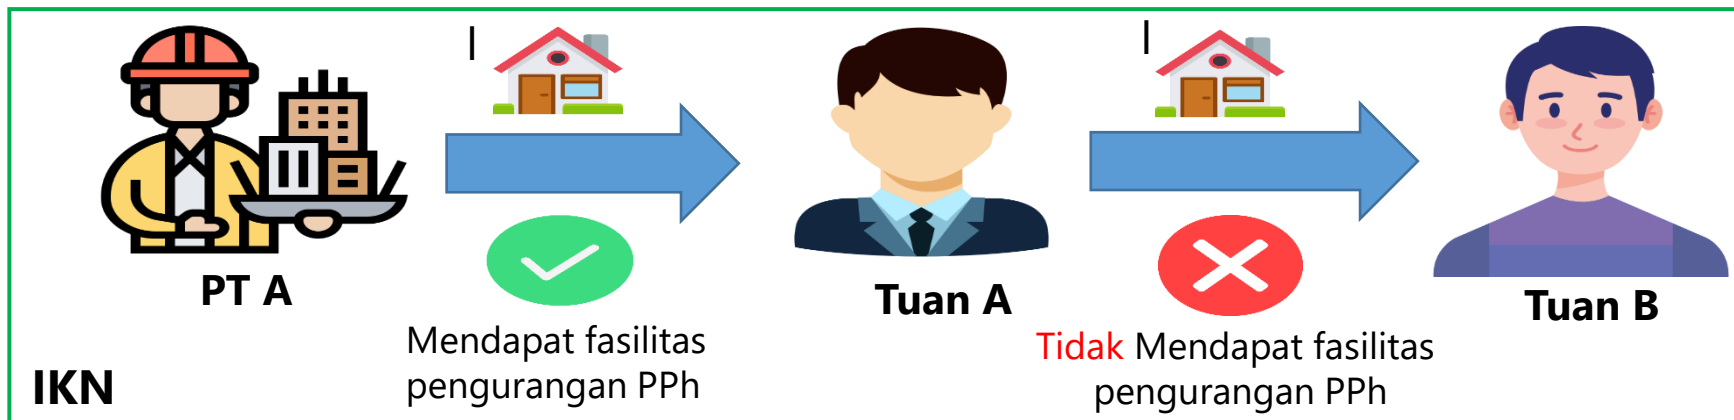 I
I
PT A
Tuan A
Tuan B
Mendapat fasilitas
pengurangan PPh
Tidak Mendapat fasilitas
pengurangan PPh
IKN